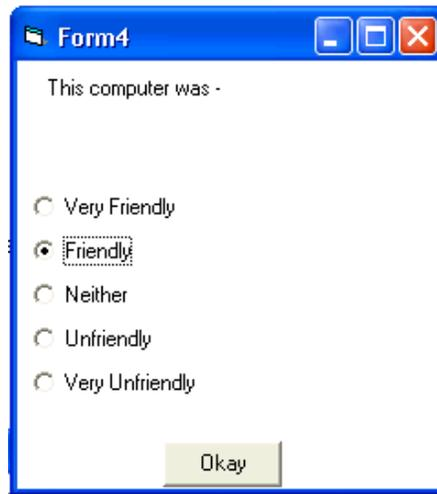 Form4
This computer was -
Very Friendly
Friendly
Neither
Unfriendly
Very Unfriendly
Okay